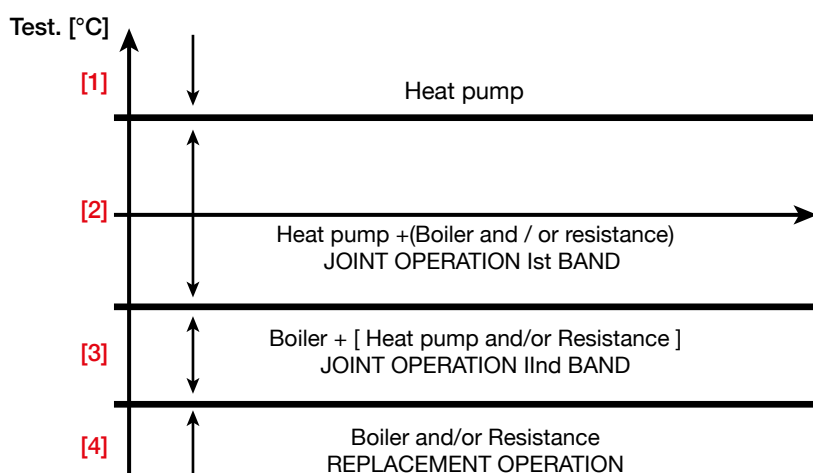 Test. [°C]
[1]
Heat pump
[2]
Heat pump +(Boiler and / or resistance)
JOINT OPERATION Ist BAND
[3]
Boiler + [ Heat pump and/or Resistance ]
JOINT OPERATION IInd BAND
[4]
Boiler and/or Resistance
REPLACEMENT OPERATION